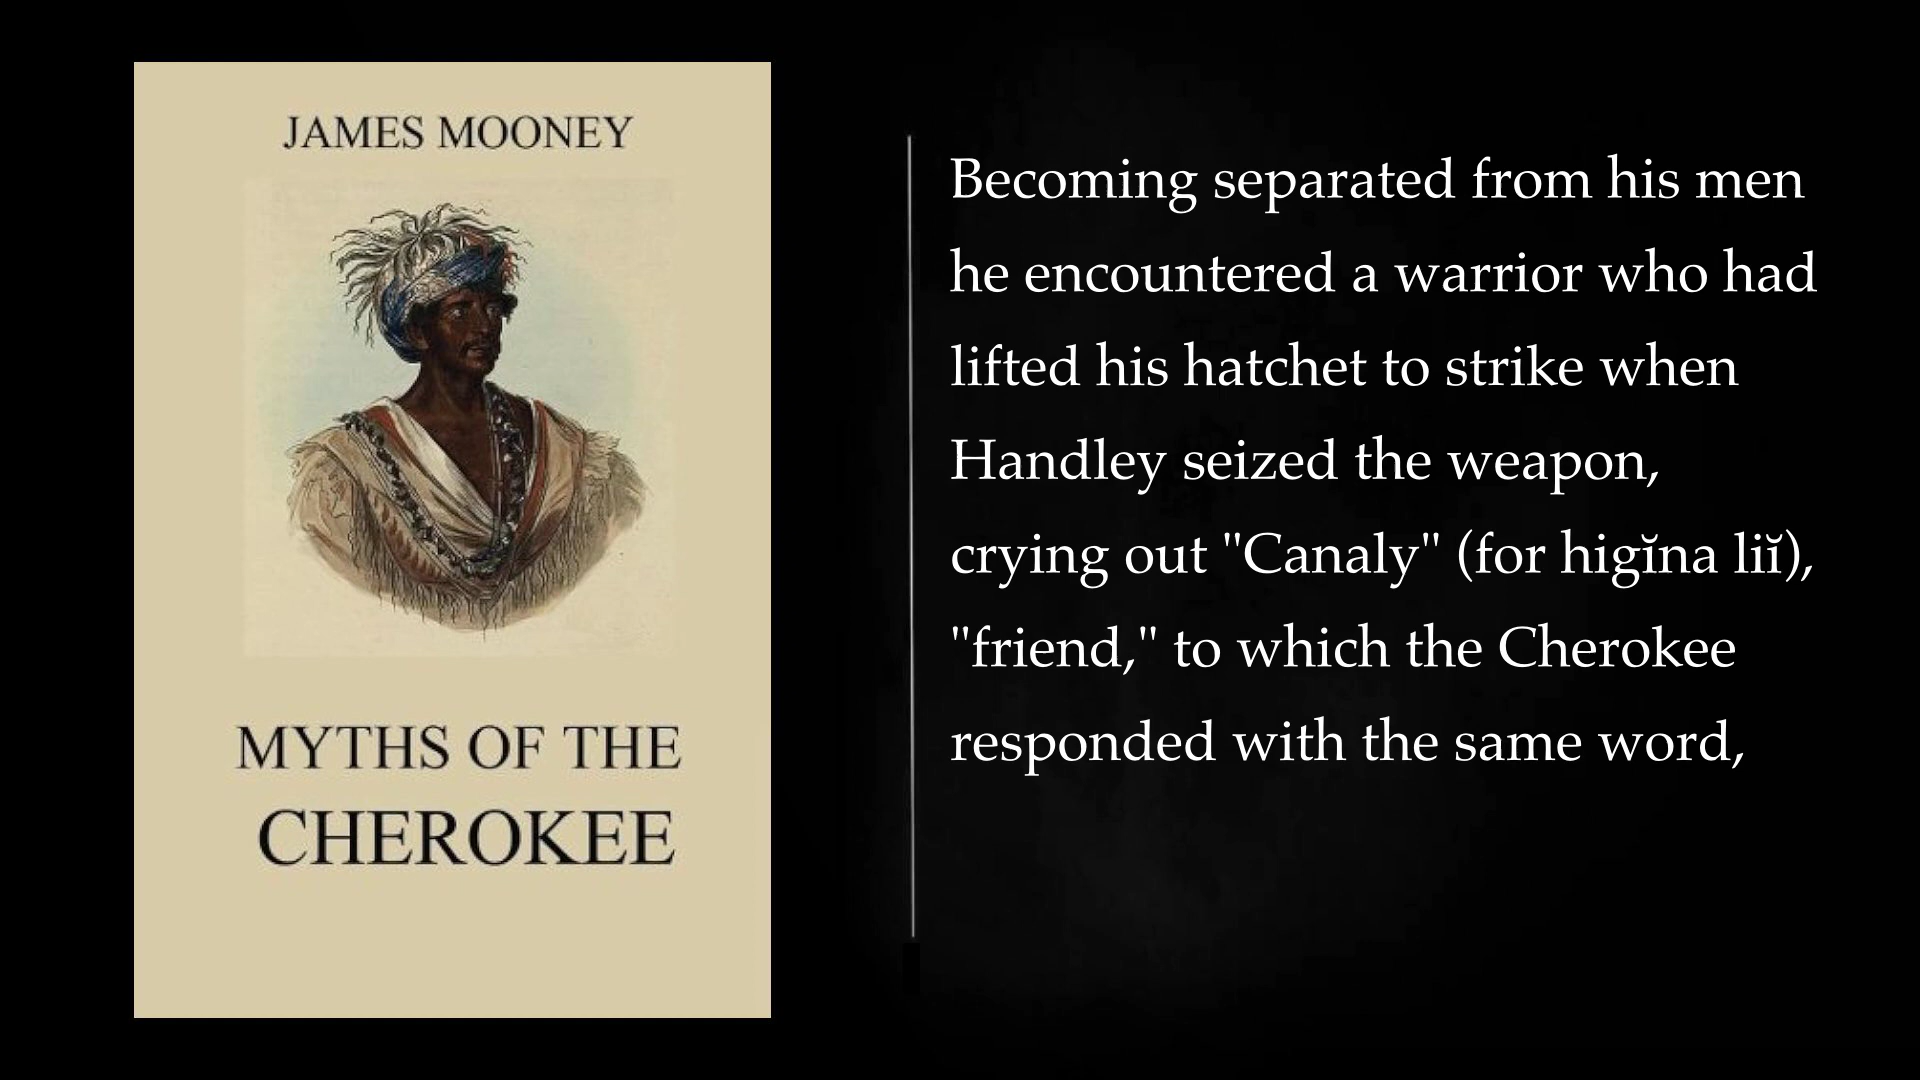 JAMES MOONEY
MYTHS OF THE
CHEROKEE
Becoming separated from his men
he encountered a warrior who had
lifted his hatchet to strike when
Handley seized the weapon,
crying out "Canaly" (for higĭna liĭ),
"friend," to which the Cherokee
responded with the same word,